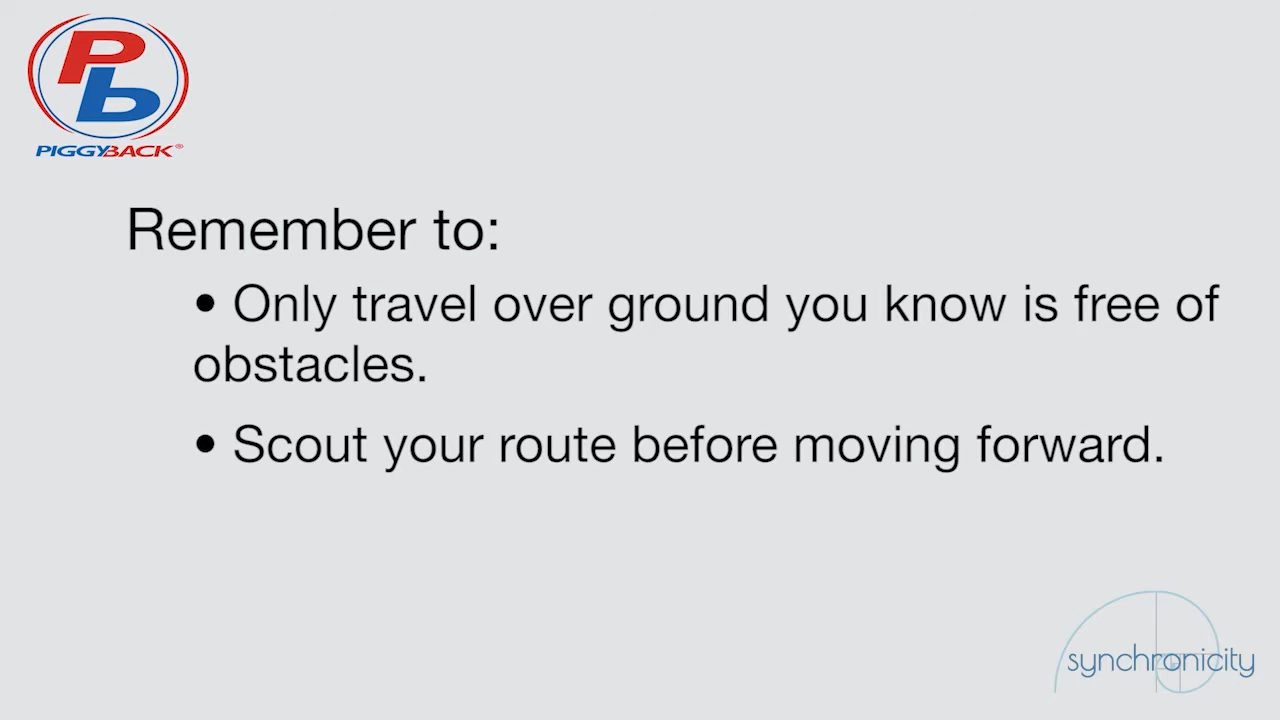 Pb
PIGGYBACK®
Remember to:
• Only travel over ground you know is free of
obstacles.
• Scout your route before moving forward.
synchronicity